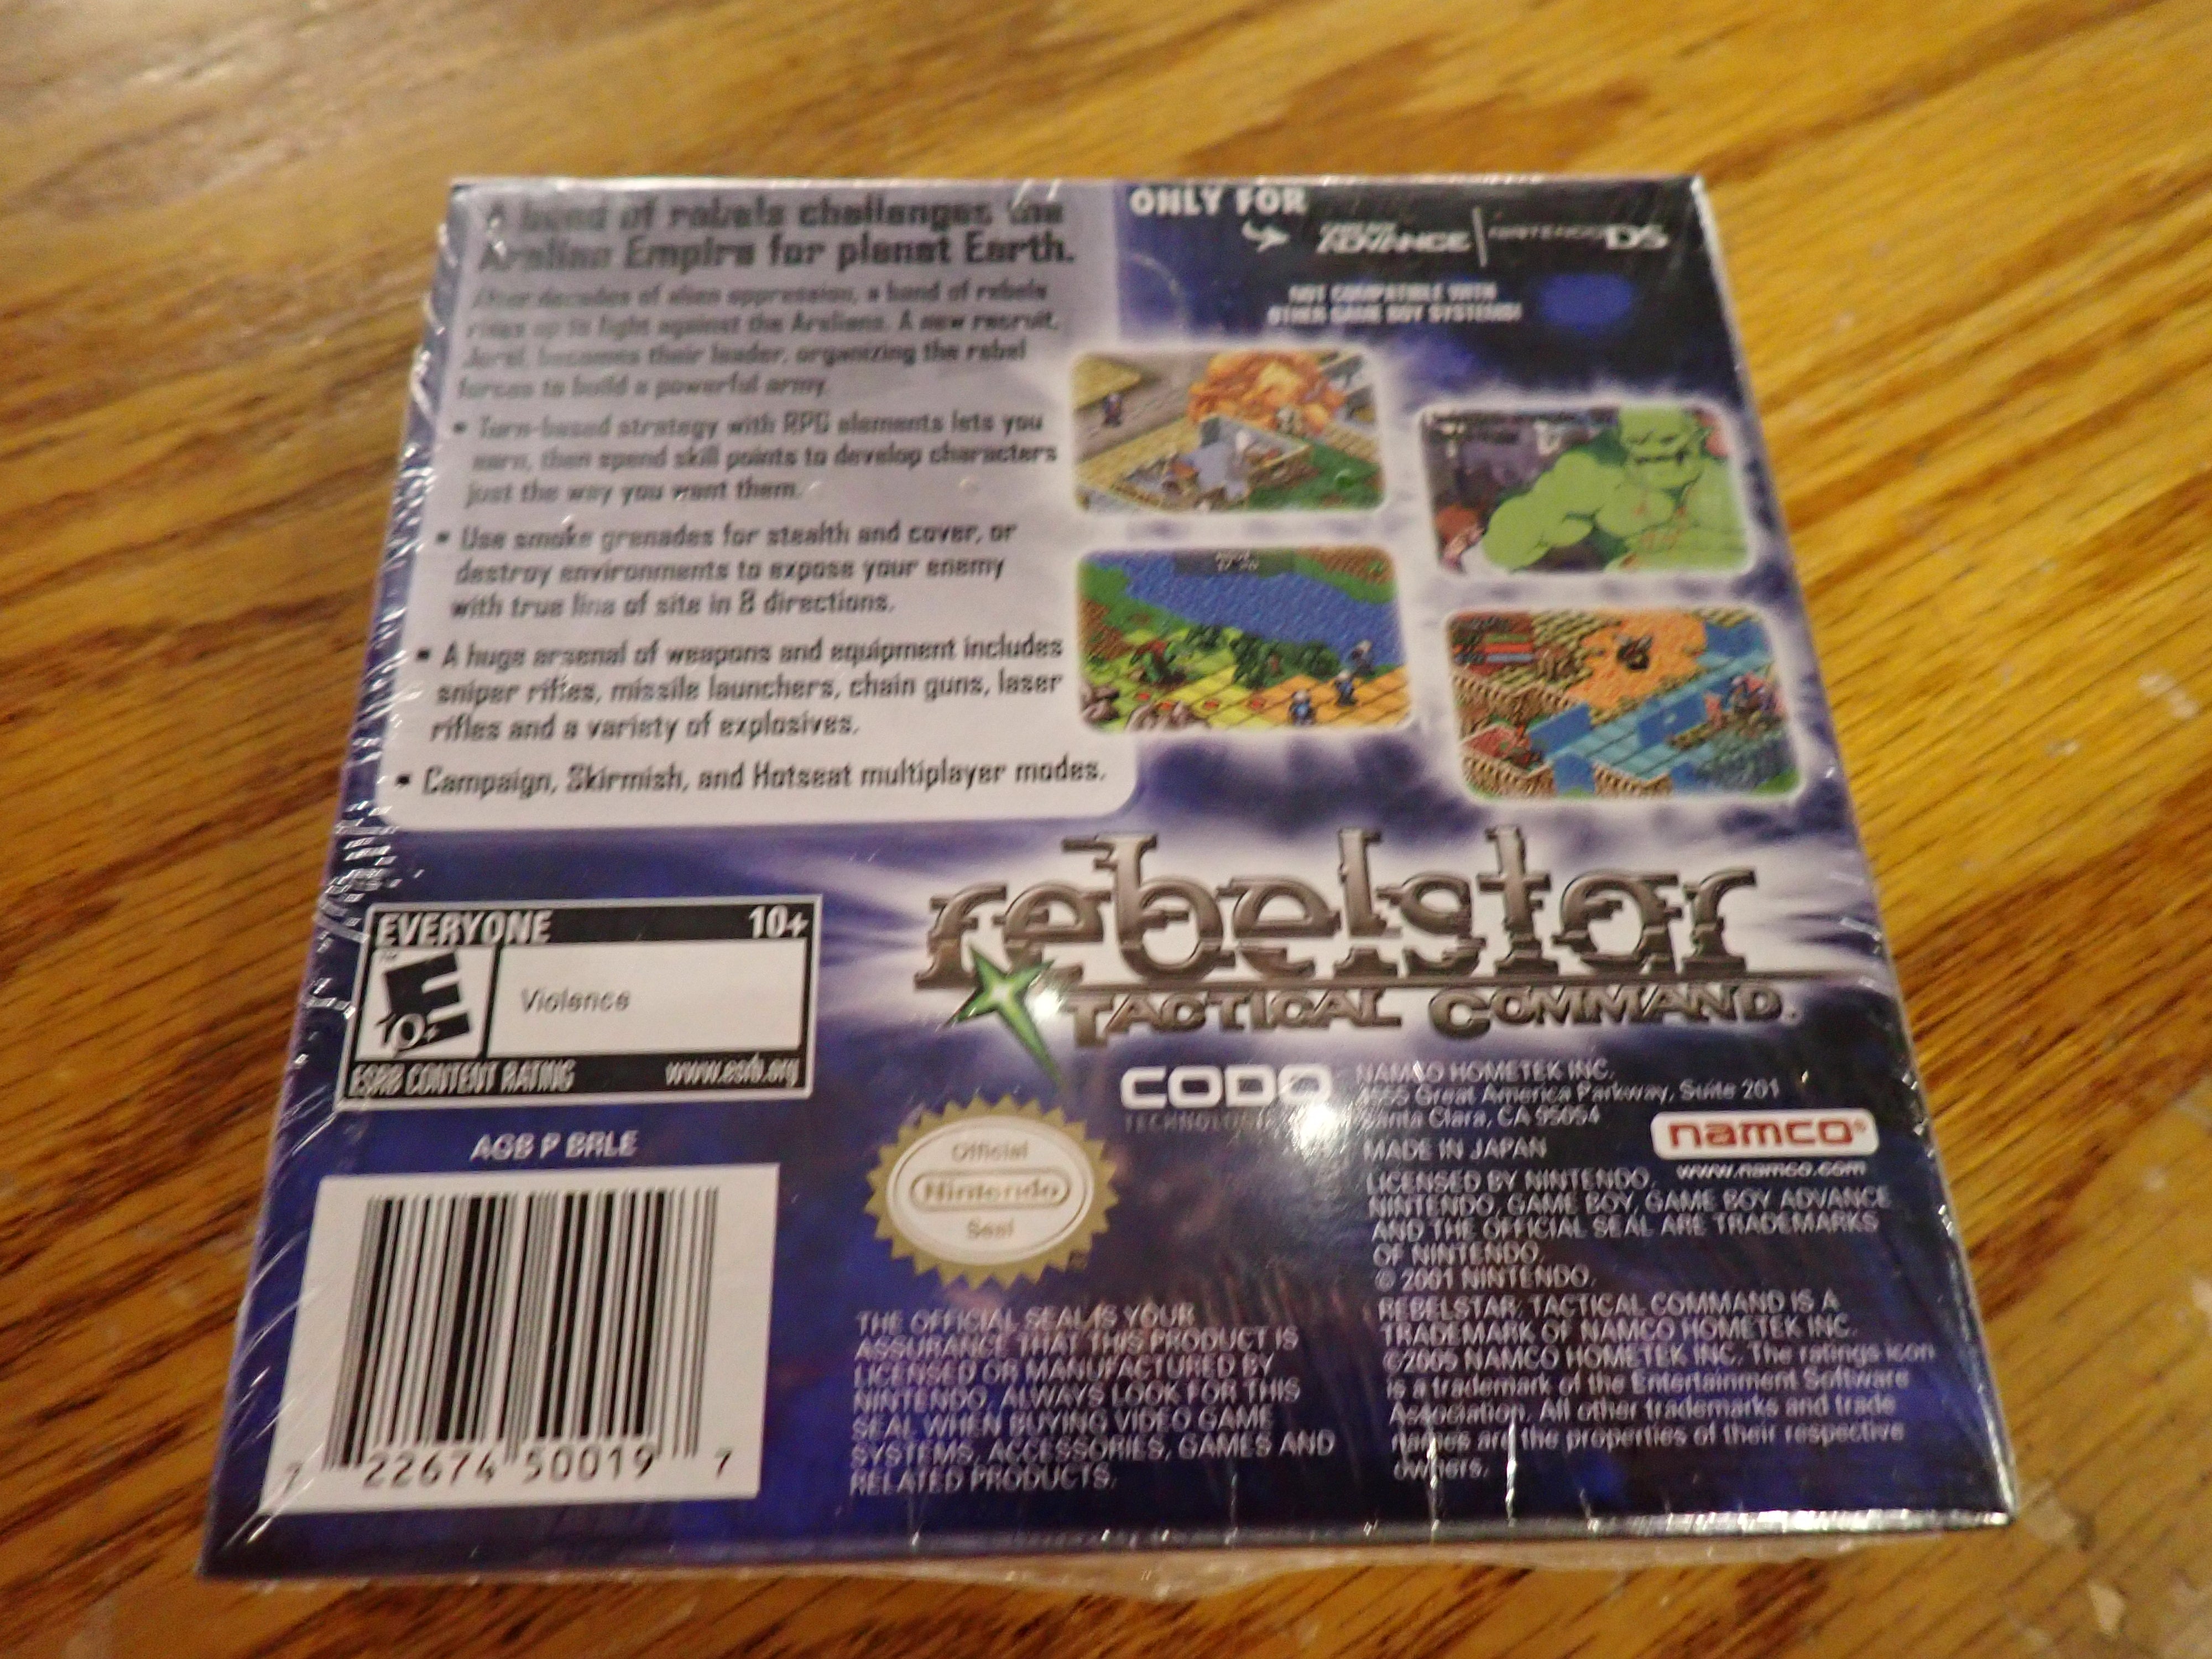 A band of rebels challenges the
Aralian Empire for planet Earth.
After decades of alien oppression, a band of rebels
rises up to fight against the Aralians. A new recruit,
Jorel, becomes their leader, organizing the rebel
forces to build a powerful army.
• Turn-based strategy with RPG elements lets you
earn, then spend skill points to develop characters
just the way you want them.
• Use smoke grenades for stealth and cover, or
destroy environments to expose your enemy
with true line of site in 8 directions.
• A huge arsenal of weapons and equipment includes
sniper rifles, missile launchers, chain guns, laser
rifles and a variety of explosives.
• Campaign, Skirmish, and Hotseat multiplayer modes.
ONLY FOR
GAME BOY ADVANCE | NINTENDO DS
NOT COMPATIBLE WITH
OTHER GAME BOY SYSTEMS!
rebelstar
TACTICAL COMMAND
EVERYONE 10+
E
10+
Violence
ESRB CONTENT RATING www.esrb.org
AGB P BRLE
7 22674 50019 7
Official
Nintendo
Seal
THE OFFICIAL SEAL IS YOUR
ASSURANCE THAT THIS PRODUCT IS
LICENSED OR MANUFACTURED BY
NINTENDO. ALWAYS LOOK FOR THIS
SEAL WHEN BUYING VIDEO GAME
SYSTEMS, ACCESSORIES, GAMES AND
RELATED PRODUCTS.
CODO
TECHNOLOGIES
NAMCO HOMETEK INC.
4555 Great America Parkway, Suite 201
Santa Clara, CA 95054
MADE IN JAPAN
namco®
www.namco.com
LICENSED BY NINTENDO.
NINTENDO, GAME BOY, GAME BOY ADVANCE
AND THE OFFICIAL SEAL ARE TRADEMARKS
OF NINTENDO.
© 2001 NINTENDO.
REBELSTAR: TACTICAL COMMAND IS A
TRADEMARK OF NAMCO HOMETEK INC.
©2005 NAMCO HOMETEK INC. The ratings icon
is a trademark of the Entertainment Software
Association. All other trademarks and trade
names are the properties of their respective
owners.